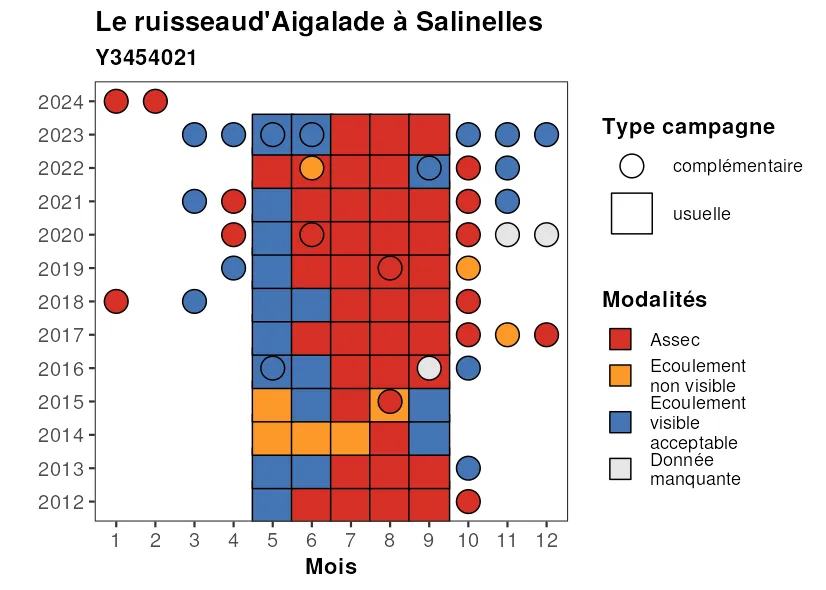 Le ruisseaud'Aigalade à Salinelles
Y3454021
2024
2023
2022
2021
2020
2019
2018
2017
2016
2015
2014
2013
2012
1 2 3 4 5 6 7 8 9 10 11 12
Mois
Type campagne
complémentaire
usuelle
Modalités
Assec
Ecoulement
non visible
Ecoulement
visible
acceptable
Donnée
manquante